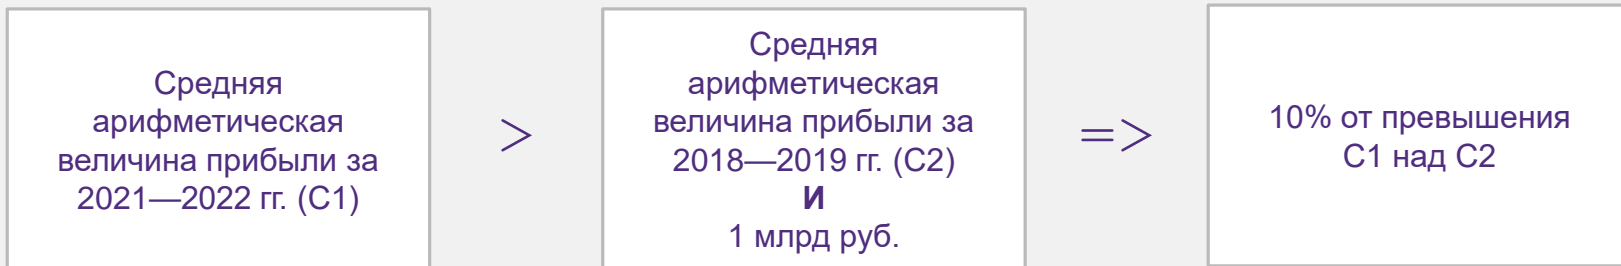 Средняя
арифметическая
величина прибыли за
2021—2022 гг. (С1)
>
Средняя
арифметическая
величина прибыли за
2018—2019 гг. (С2)
И
1 млрд руб.
=>
10% от превышения
С1 над С2